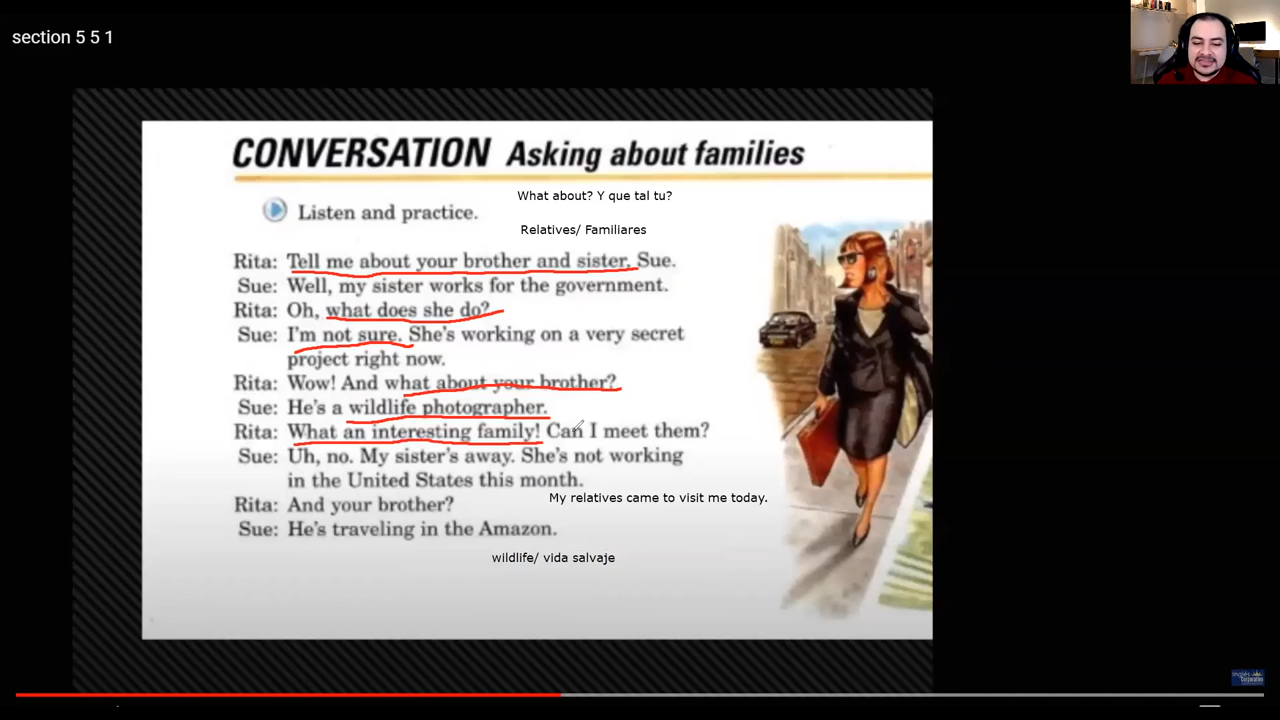 section 5 5 1
CONVERSATION Asking about families
What about? Y que tal tu?
Listen and practice.
Relatives/ Familiares
Rita: Tell me about your brother and sister, Sue.
Sue: Well, my sister works for the government.
Rita: Oh, what does she do?
Sue: I'm not sure. She's working on a very secret
project right now.
Rita: Wow! And what about your brother?
Sue: He's a wildlife photographer.
Rita: What an interesting family! Can I meet them?
Sue: Uh, no. My sister's away. She's not working
in the United States this month.
My relatives came to visit me today.
Rita: And your brother?
Sue: He's traveling in the Amazon.
wildlife/ vida salvaje
Inglés
Corporativo